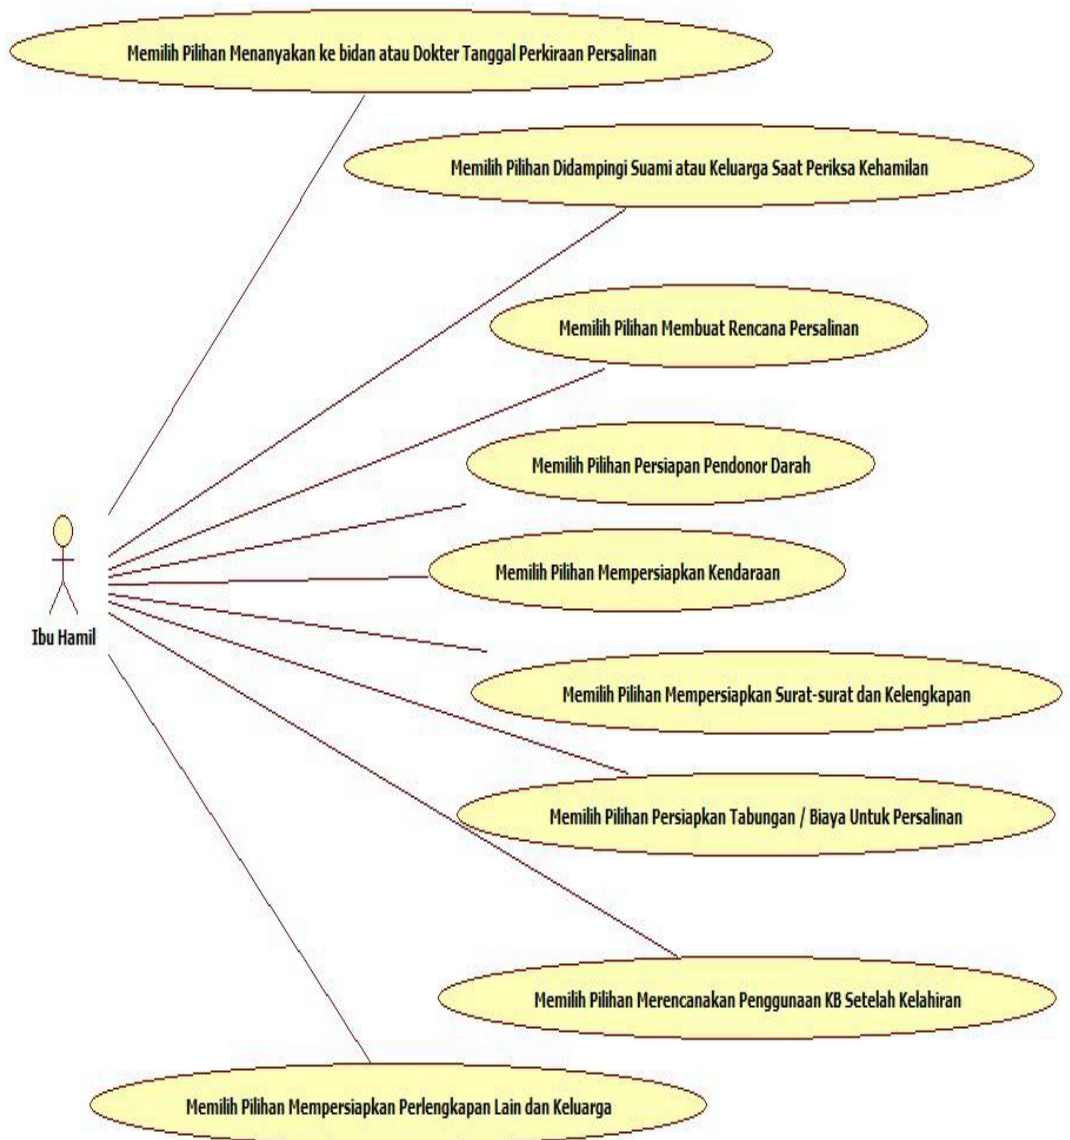 Memilih Pilihan Menanyakan ke bidan atau Dokter Tanggal Perkiraan Persalinan
Memilih Pilihan Didampingi Suami atau Keluarga Saat Periksa Kehamilan
Memilih Pilihan Membuat Rencana Persalinan
Memilih Pilihan Persiapan Pendonor Darah
Memilih Pilihan Mempersiapkan Kendaraan
Ibu Hamil
Memilih Pilihan Mempersiapkan Surat-surat dan Kelengkapan
Memilih Pilihan Persiapkan Tabungan / Biaya Untuk Persalinan
Memilih Pilihan Merencanakan Penggunaan KB Setelah Kelahiran
Memilih Pilihan Mempersiapkan Perlengkapan Lain dan Keluarga